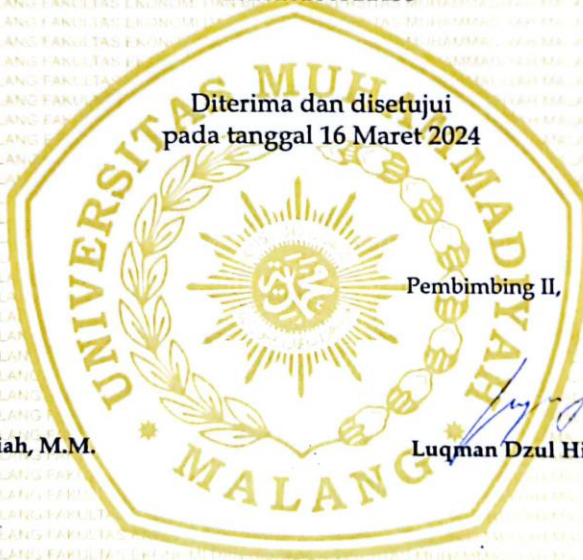 Diterima dan disetujui
pada tanggal 16 Maret 2024
UNIVERSITAS MUHAMMADIYAH
MALANG
Pembimbing II,
iah, M.M.
Luqman Dzul Hi